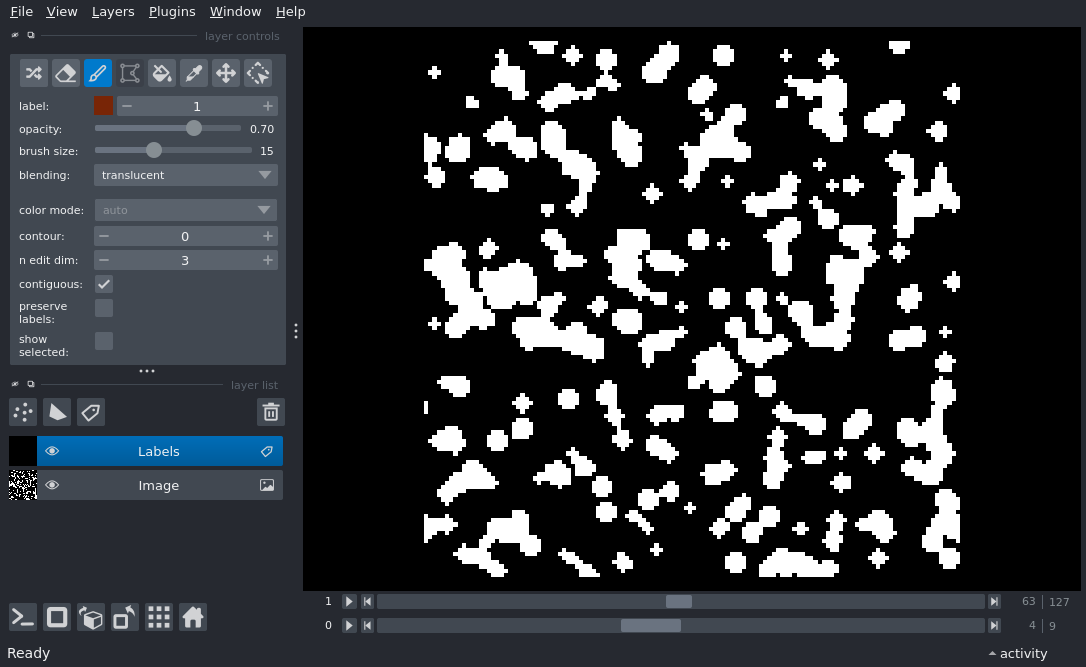 File View Layers Plugins Window Help
layer controls
label: 1
opacity: 0.70
brush size: 15
blending: translucent
color mode: auto
contour: 0
n edit dim: 3
contiguous:
preserve
labels:
show
selected:
layer list
Labels
Image
1 63 127
0 4 9
Ready activity